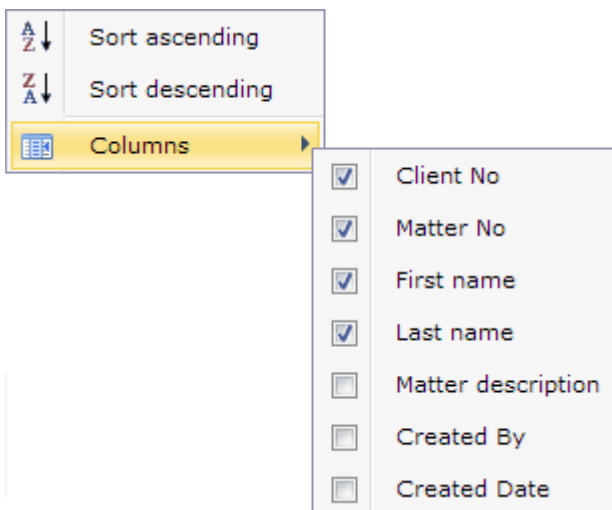 Sort ascending
Sort descending
Columns
Client No
Matter No
First name
Last name
Matter description
Created By
Created Date